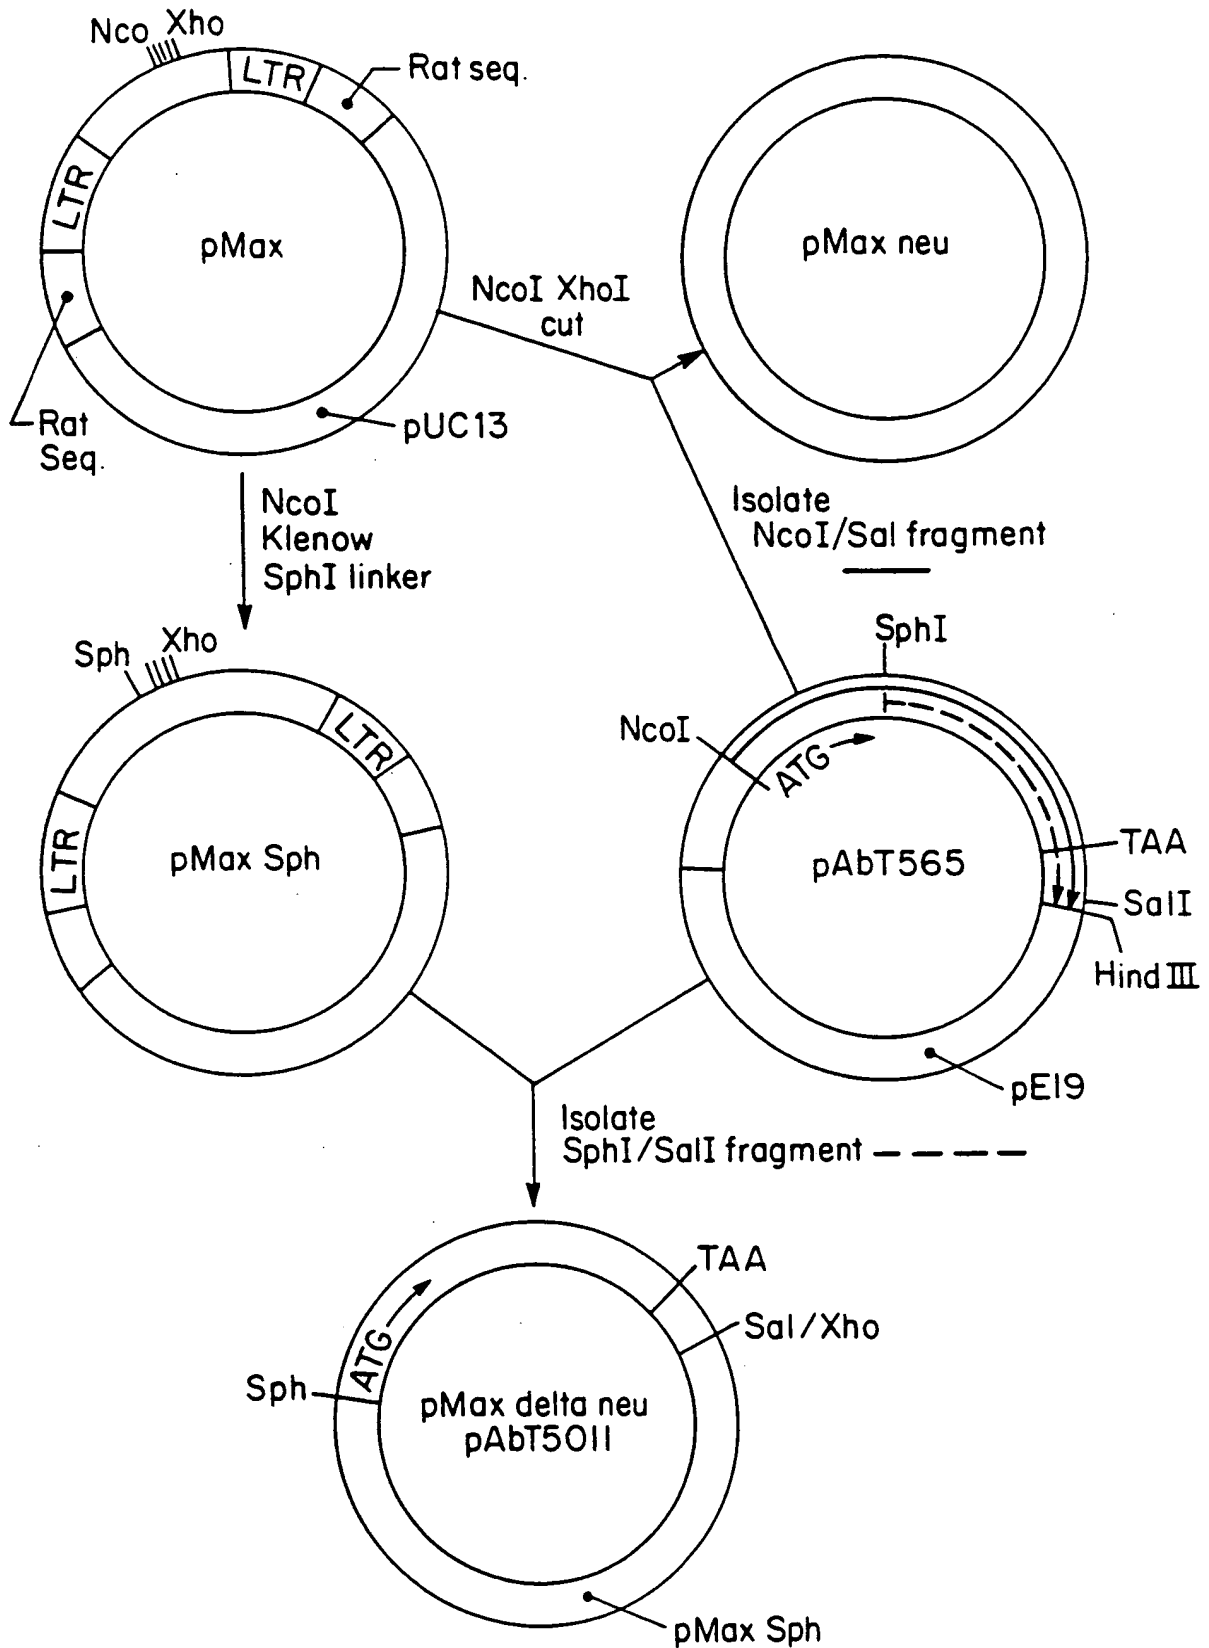 Nco Xho
LTR
Rat seq.
LTR
pMax
pMax neu
NcoI XhoI
cut
Rat
Seq.
pUC13
NcoI
Klenow
SphI linker
Isolate
NcoI/Sal fragment
Sph Xho
SphI
LTR
NcoI
ATG
LTR
pMax Sph
pAbT565
TAA
SalI
Hind III
pE19
Isolate
SphI/SalI fragment
TAA
ATG
Sal/Xho
Sph
pMax delta neu
pAbT5011
pMax Sph